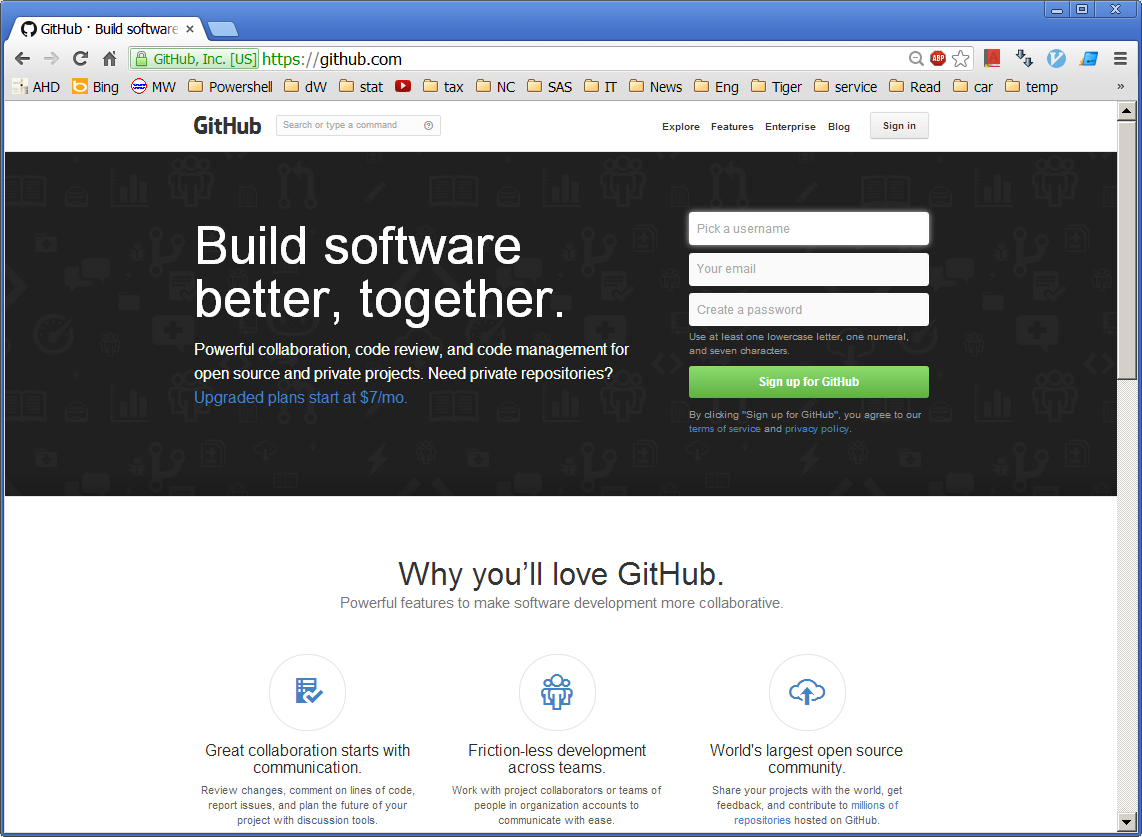 GitHub · Build software
GitHub, Inc. [US] https://github.com
ABP
AHD Bing MW Powershell dW stat tax NC SAS IT News Eng Tiger service Read car temp »
GitHub Search or type a command Explore Features Enterprise Blog Sign in
Build software
better, together.
Powerful collaboration, code review, and code management for
open source and private projects. Need private repositories?
Upgraded plans start at $7/mo.
Pick a username
Your email
Create a password
Use at least one lowercase letter, one numeral,
and seven characters.
Sign up for GitHub
By clicking "Sign up for GitHub", you agree to our
terms of service and privacy policy.
Why you’ll love GitHub.
Powerful features to make software development more collaborative.
Great collaboration starts with
communication.
Review changes, comment on lines of code,
report issues, and plan the future of your
project with discussion tools.
Friction-less development
across teams.
Work with project collaborators or teams of
people in organization accounts to
communicate with ease.
World's largest open source
community.
Share your projects with the world, get
feedback, and contribute to millions of
repositories hosted on GitHub.